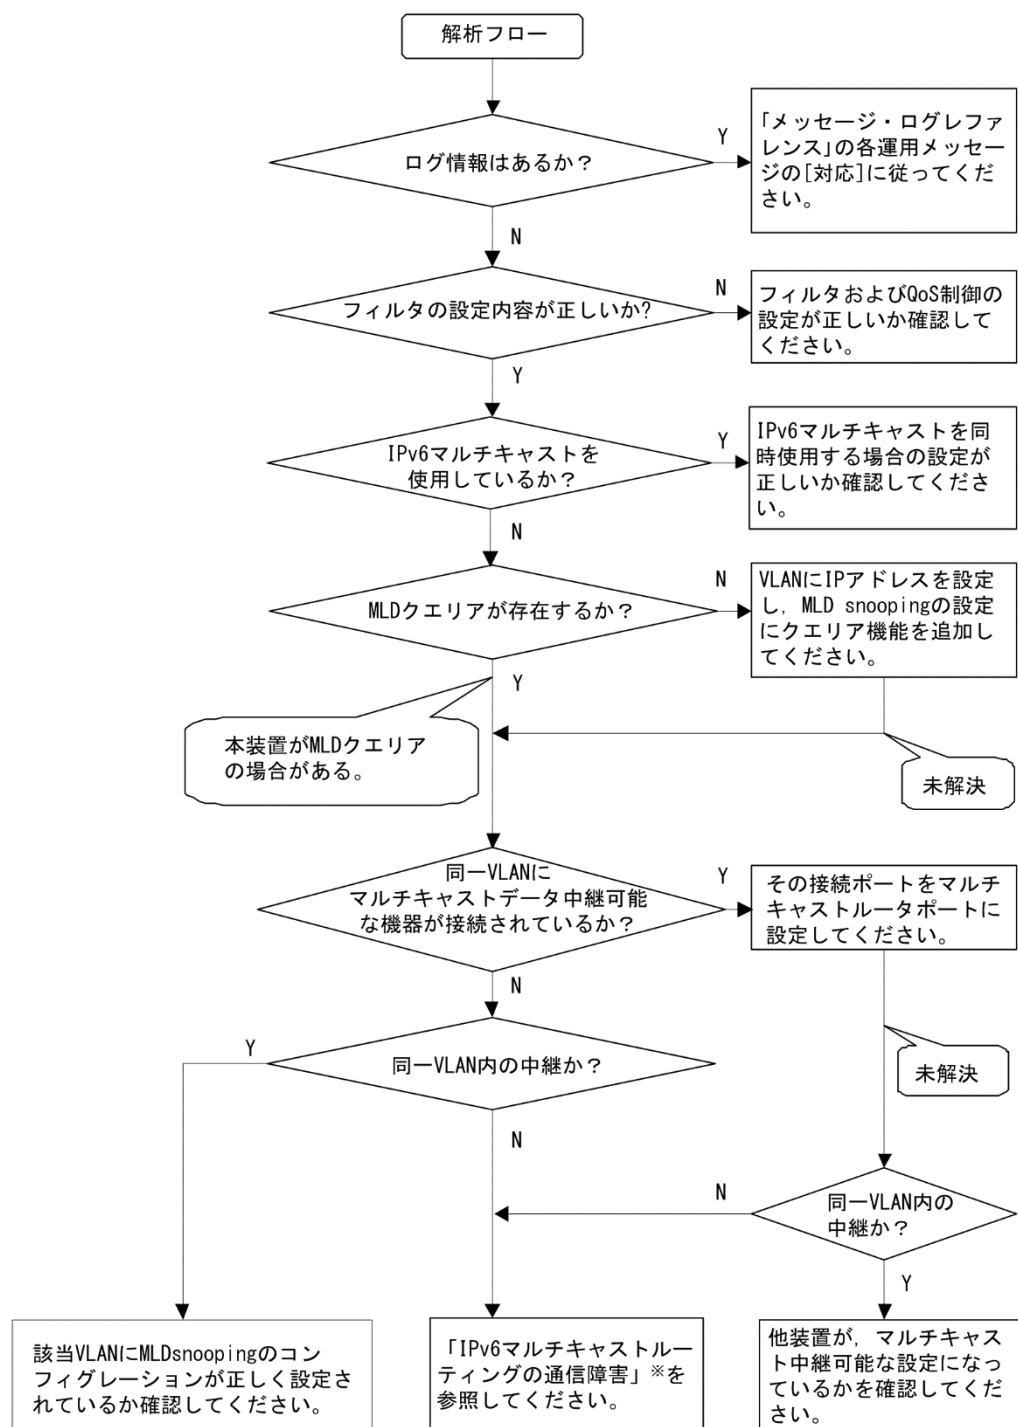 解析フロー
ログ情報はあるか？
Y
「メッセージ・ログレファ
レンス」の各運用メッセー
ジの[対応]に従ってくだ
さい。
N
フィルタの設定内容が正しいか?
N
フィルタおよびQoS制御の
設定が正しいか確認して
ください。
Y
IPv6マルチキャストを
使用しているか？
Y
IPv6マルチキャストを同
時使用する場合の設定が
正しいか確認してくださ
い。
N
MLDクエリアが存在するか？
N
VLANにIPアドレスを設定
し，MLD snoopingの設定
にクエリア機能を追加し
てください。
Y
本装置がMLDクエリア
の場合がある。
未解決
同一VLANに
マルチキャストデータ中継可能
な機器が接続されているか？
Y
その接続ポートをマルチ
キャストルータポートに
設定してください。
N
同一VLAN内の中継か？
Y
未解決
N
同一VLAN内の
中継か？
N
Y
該当VLANにMLDsnoopingのコン
フィグレーションが正しく設定さ
れているか確認してください。
「IPv6マルチキャストルー
ティングの通信障害」※を
参照してください。
他装置が，マルチキャス
ト中継可能な設定になっ
ているかを確認してくだ
さい。